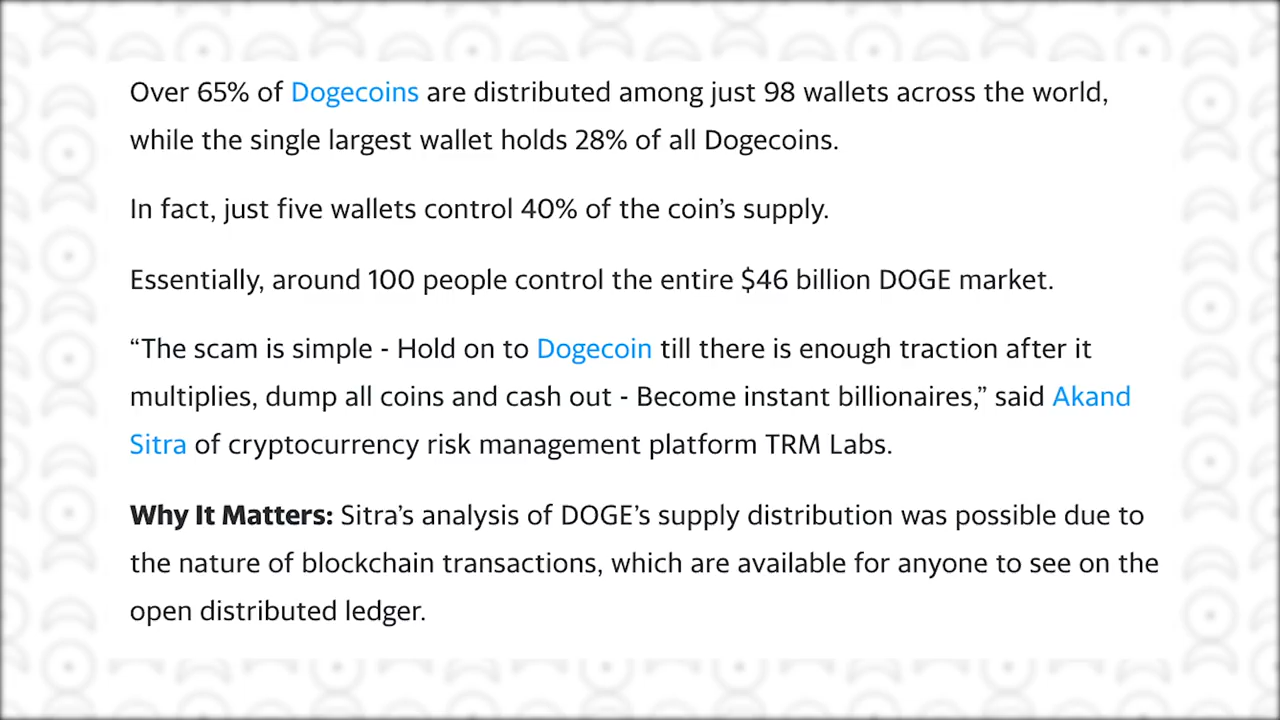 Over 65% of Dogecoins are distributed among just 98 wallets across the world,
while the single largest wallet holds 28% of all Dogecoins.
In fact, just five wallets control 40% of the coin’s supply.
Essentially, around 100 people control the entire $46 billion DOGE market.
“The scam is simple - Hold on to Dogecoin till there is enough traction after it
multiplies, dump all coins and cash out - Become instant billionaires,” said Akand
Sitra of cryptocurrency risk management platform TRM Labs.
Why It Matters: Sitra’s analysis of DOGE’s supply distribution was possible due to
the nature of blockchain transactions, which are available for anyone to see on the
open distributed ledger.